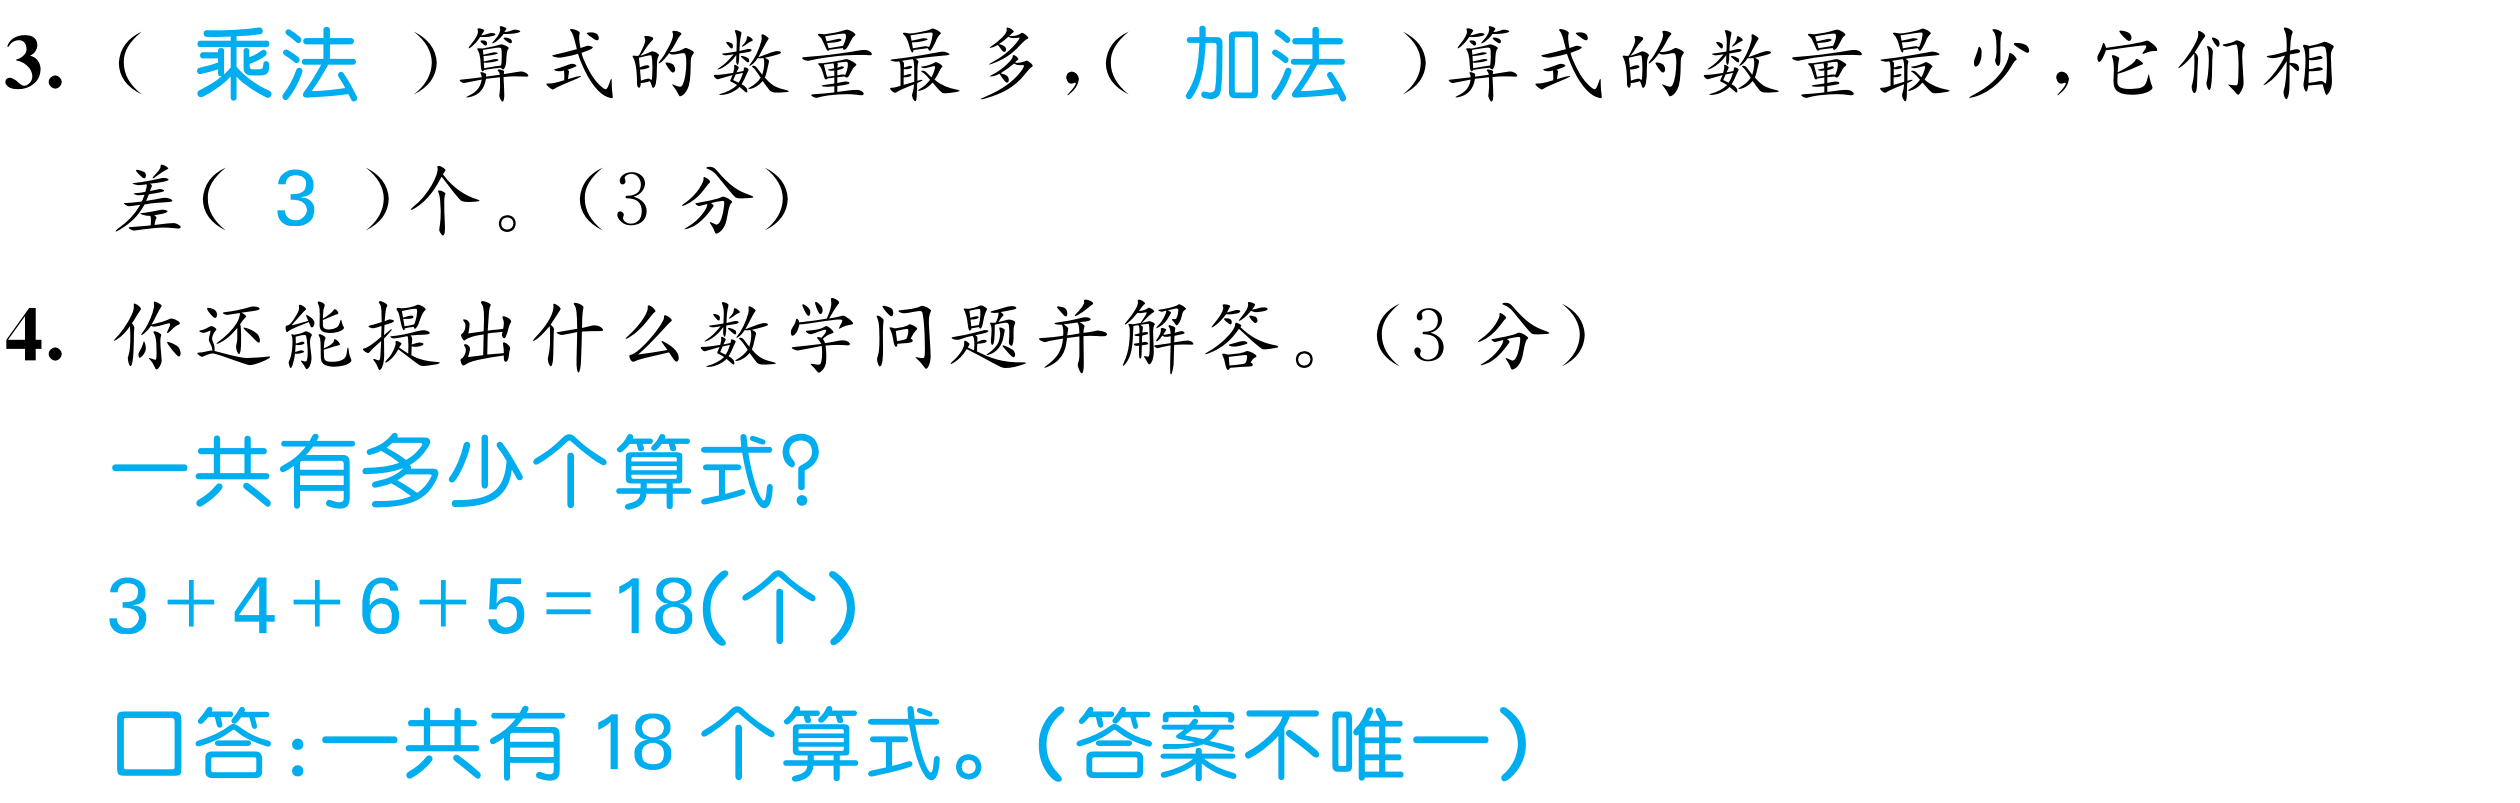 3. （乘法）算式的数量最多，加法算式的数量最少，它们相
差（3）个。（3分）
4. 你还能提出什么数学问题并解答？（3分）
一共有多少个算式?
3+4+6+5=18(个)
口答:一共有18个算式。(答案不唯一)